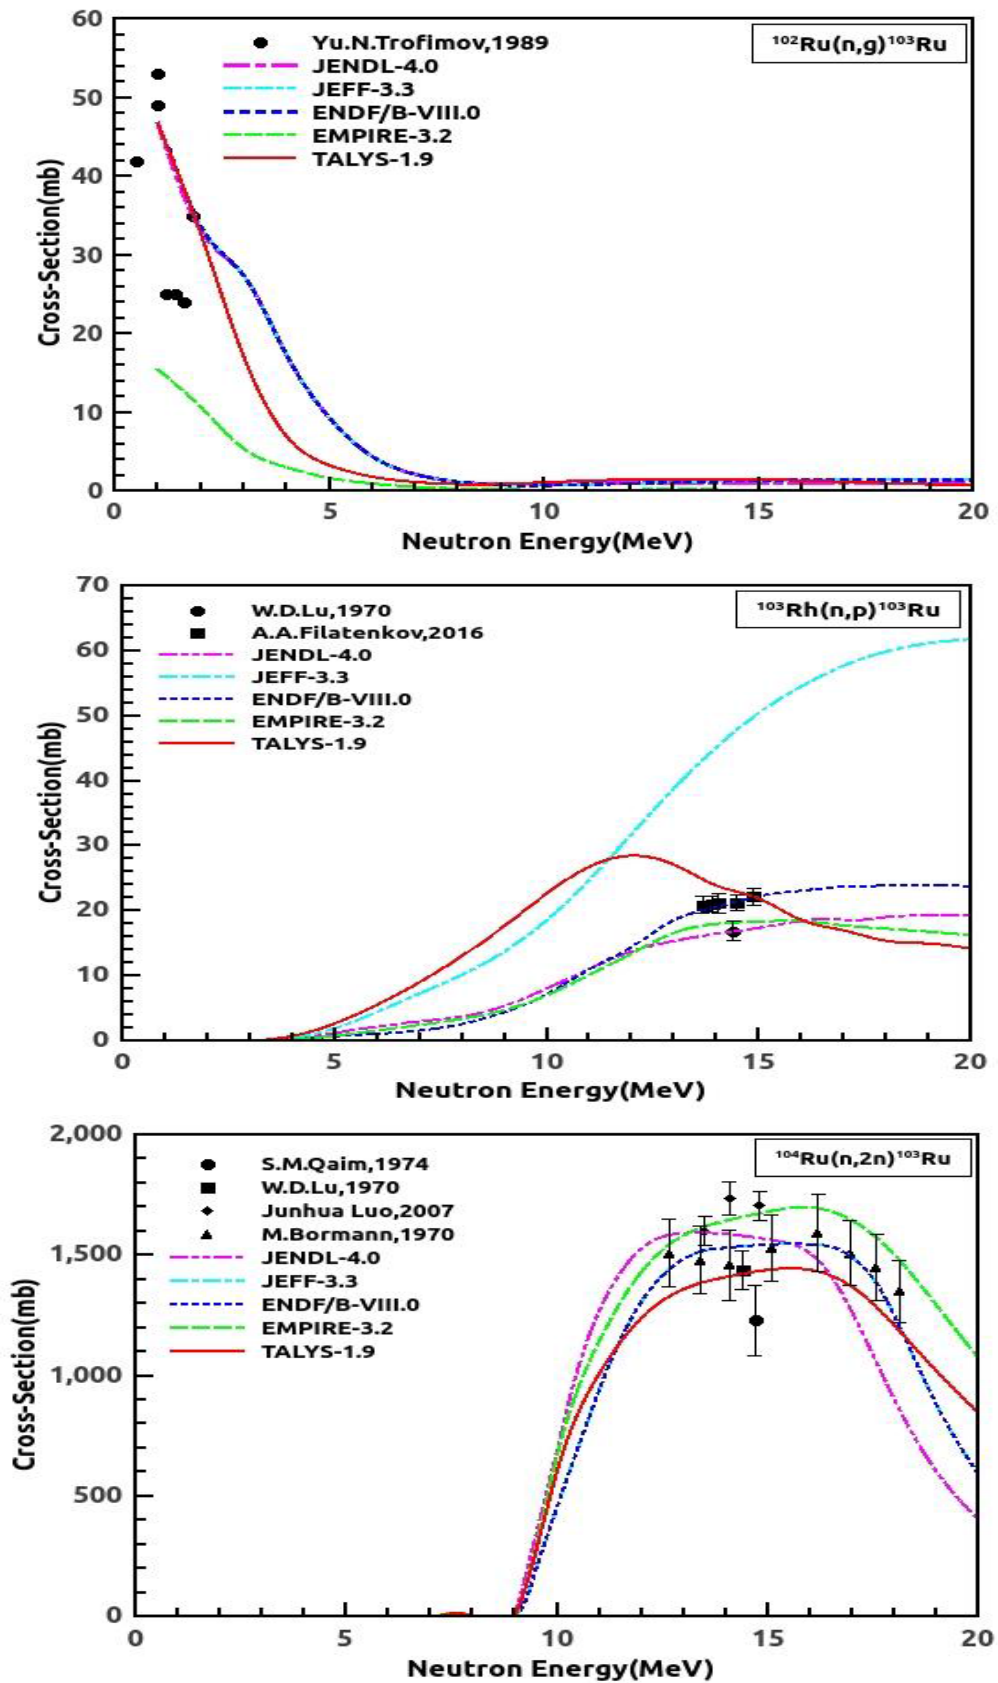 60
50
40
30
20
10
0
Cross-Section(mb)
Yu.N.Trofimov,1989
JENDL-4.0
JEFF-3.3
ENDF/B-VIII.0
EMPIRE-3.2
TALYS-1.9
¹⁰²Ru(n,g)¹⁰³Ru
0 5 10 15 20
Neutron Energy(MeV)
70
60
50
40
30
20
10
0
Cross-Section(mb)
W.D.Lu,1970
A.A.Filatenkov,2016
JENDL-4.0
JEFF-3.3
ENDF/B-VIII.0
EMPIRE-3.2
TALYS-1.9
¹⁰³Rh(n,p)¹⁰³Ru
0 5 10 15 20
Neutron Energy(MeV)
2,000
1,500
1,000
500
0
Cross-Section(mb)
S.M.Qaim,1974
W.D.Lu,1970
Junhua Luo,2007
M.Bormann,1970
JENDL-4.0
JEFF-3.3
ENDF/B-VIII.0
EMPIRE-3.2
TALYS-1.9
¹⁰⁴Ru(n,2n)¹⁰³Ru
0 5 10 15 20
Neutron Energy(MeV)